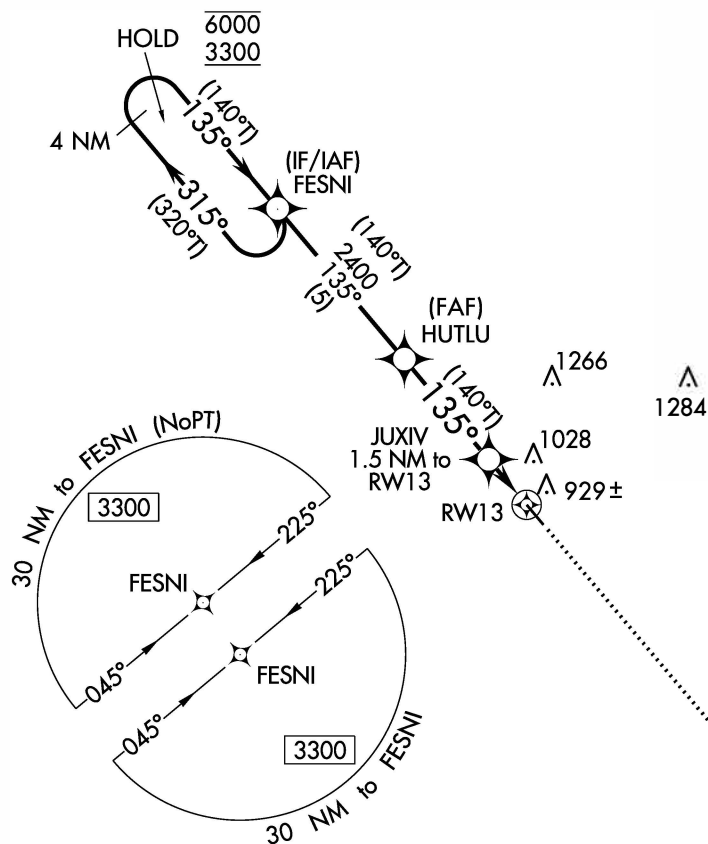 6000
3300
HOLD
(140°T)
135°
4 NM
315°
(320°T)
(IF/IAF)
FESNI
(140°T)
2400
135°
(5)
(FAF)
HUTLU
(140°T)
135°
1266
1284
JUXIV
1.5 NM to
RW13
1028
929±
RW13
30 NM to FESNI (NoPT)
3300
225°
FESNI
045°
225°
FESNI
045°
3300
30 NM to FESNI